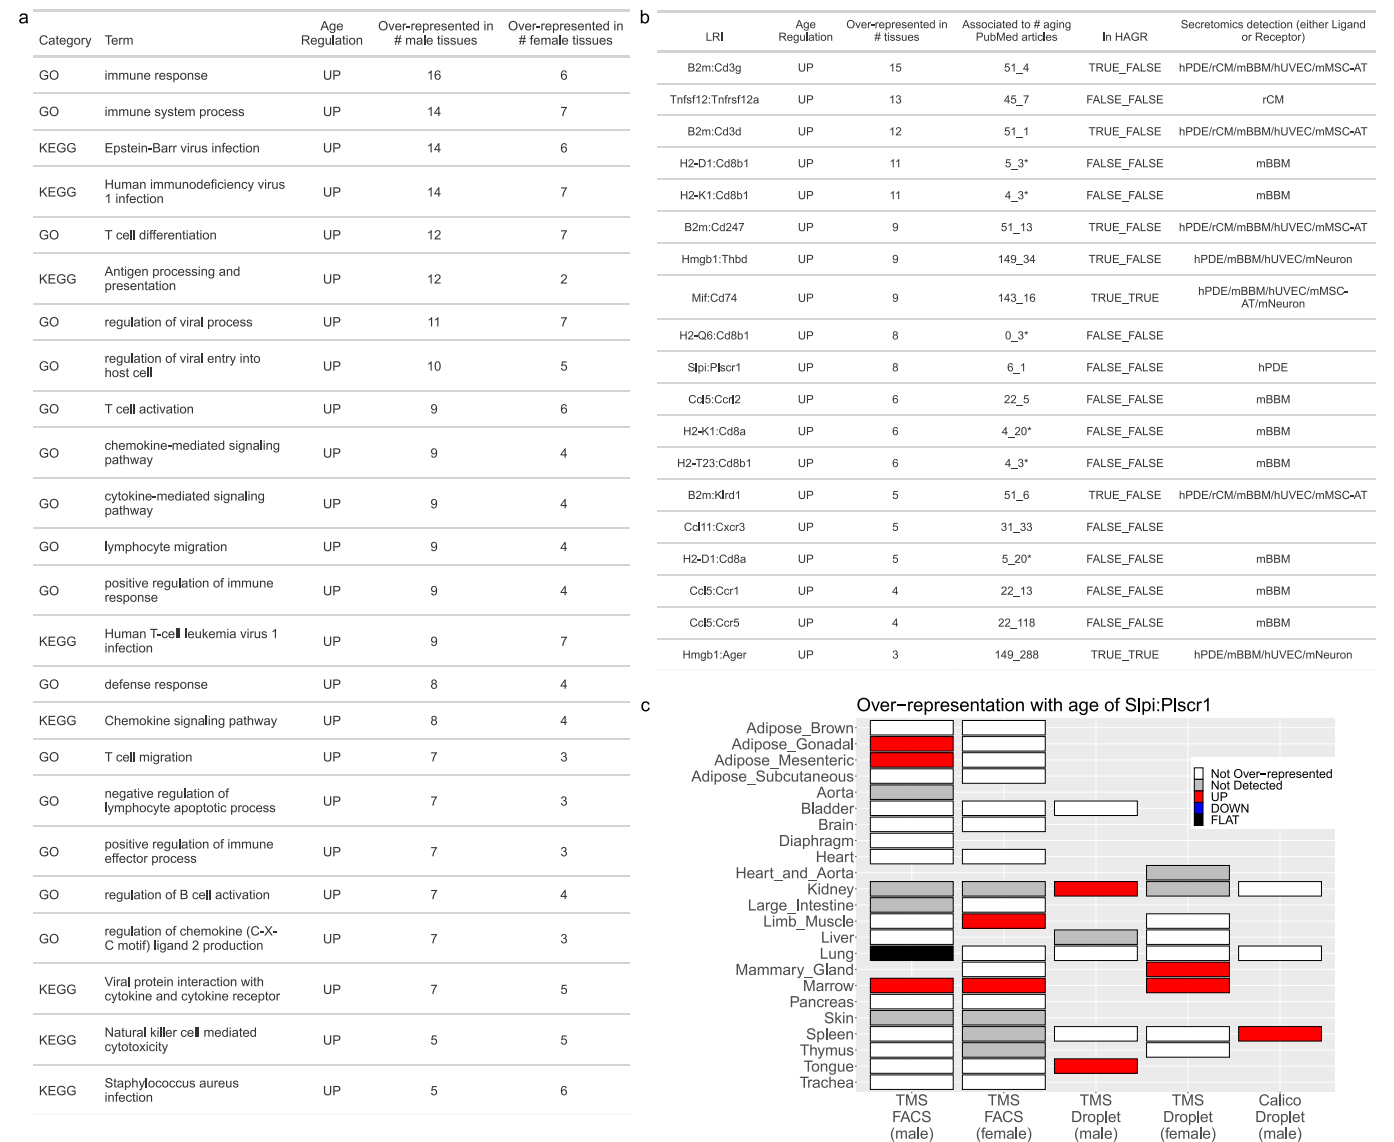 a
Category Term Age Regulation Over-represented in # male tissues Over-represented in # female tissues
GO immune response UP 16 6
GO immune system process UP 14 7
KEGG Epstein-Barr virus infection UP 14 6
KEGG Human immunodeficiency virus 1 infection UP 14 7
GO T cell differentiation UP 12 7
KEGG Antigen processing and presentation UP 12 2
GO regulation of viral process UP 11 7
GO regulation of viral entry into host cell UP 10 5
GO T cell activation UP 9 6
GO chemokine-mediated signaling pathway UP 9 4
GO cytokine-mediated signaling pathway UP 9 4
GO lymphocyte migration UP 9 4
GO positive regulation of immune response UP 9 4
KEGG Human T-cell leukemia virus 1 infection UP 9 7
GO defense response UP 8 4
KEGG Chemokine signaling pathway UP 8 4
GO T cell migration UP 7 3
GO negative regulation of lymphocyte apoptotic process UP 7 3
GO positive regulation of immune effector process UP 7 3
GO regulation of B cell activation UP 7 4
GO regulation of chemokine (C-X-C motif) ligand 2 production UP 7 3
KEGG Viral protein interaction with cytokine and cytokine receptor UP 7 5
KEGG Natural killer cell mediated cytotoxicity UP 5 5
KEGG Staphylococcus aureus infection UP 5 6
b
LRI Age Regulation Over-represented in # tissues Associated to # aging PubMed articles In HAGR Secretomics detection (either Ligand or Receptor)
B2m:Cd3g UP 15 51_4 TRUE_FALSE hPDE/rCM/mBBM/hUVEC/mMSC-AT
Tnfsf12:Tnfrsf12a UP 13 45_7 FALSE_FALSE rCM
B2m:Cd3d UP 12 51_1 TRUE_FALSE hPDE/rCM/mBBM/hUVEC/mMSC-AT
H2-D1:Cd8b1 UP 11 5_3* FALSE_FALSE mBBM
H2-K1:Cd8b1 UP 11 4_3* FALSE_FALSE mBBM
B2m:Cd247 UP 9 51_13 TRUE_FALSE hPDE/rCM/mBBM/hUVEC/mMSC-AT
Hmgb1:Thbd UP 9 149_34 TRUE_FALSE hPDE/mBBM/hUVEC/mNeuron
Mif:Cd74 UP 9 143_16 TRUE_TRUE hPDE/mBBM/hUVEC/mMSC-AT/mNeuron
H2-Q6:Cd8b1 UP 8 0_3* FALSE_FALSE
Slpi:Plscr1 UP 8 6_1 FALSE_FALSE hPDE
Ccl5:Ccrl2 UP 6 22_5 FALSE_FALSE mBBM
H2-K1:Cd8a UP 6 4_20* FALSE_FALSE mBBM
H2-T23:Cd8b1 UP 6 4_3* FALSE_FALSE mBBM
B2m:Klrd1 UP 5 51_6 TRUE_FALSE hPDE/rCM/mBBM/hUVEC/mMSC-AT
Ccl11:Cxcr3 UP 5 31_33 FALSE_FALSE
H2-D1:Cd8a UP 5 5_20* FALSE_FALSE mBBM
Ccl5:Ccr1 UP 4 22_13 FALSE_FALSE mBBM
Ccl5:Ccr5 UP 4 22_118 FALSE_FALSE mBBM
Hmgb1:Ager UP 3 149_288 TRUE_TRUE hPDE/mBBM/hUVEC/mNeuron
c
Over-representation with age of Slpi:Plscr1
Adipose_Brown
Adipose_Gonadal
Adipose_Mesenteric
Adipose_Subcutaneous
Aorta
Bladder
Brain
Diaphragm
Heart
Heart_and_Aorta
Kidney
Large_Intestine
Limb_Muscle
Liver
Lung
Mammary_Gland
Marrow
Pancreas
Skin
Spleen
Thymus
Tongue
Trachea
Not Over-represented
Not Detected
UP
DOWN
FLAT
TMS FACS (male)
TMS FACS (female)
TMS Droplet (male)
TMS Droplet (female)
Calico Droplet (male)